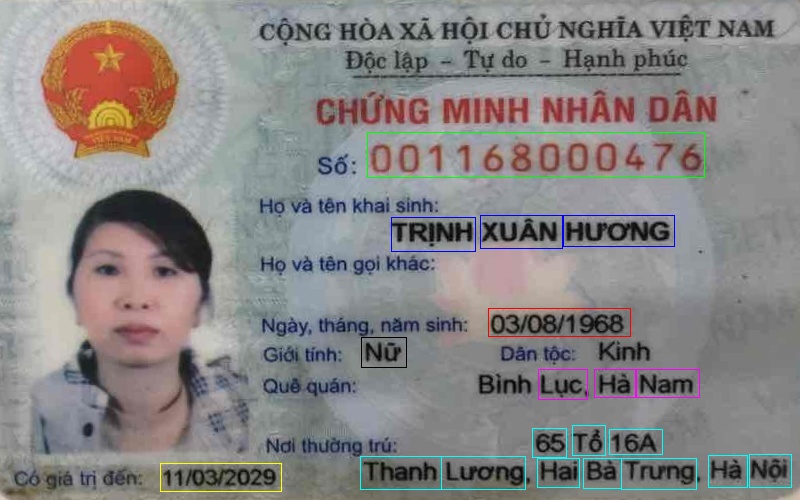 CỘNG HÒA XÃ HỘI CHỦ NGHĨA VIỆT NAM
Độc lập - Tự do - Hạnh phúc
CHỨNG MINH NHÂN DÂN
Số: 001168000476
Họ và tên khai sinh:
TRỊNH XUÂN HƯƠNG
Họ và tên gọi khác:
Ngày, tháng, năm sinh: 03/08/1968
Giới tính: Nữ Dân tộc: Kinh
Quê quán: Bình Lục, Hà Nam
Nơi thường trú: 65 Tổ 16A
Thanh Lương, Hai Bà Trưng, Hà Nội
Có giá trị đến: 11/03/2029
VIỆT NAM